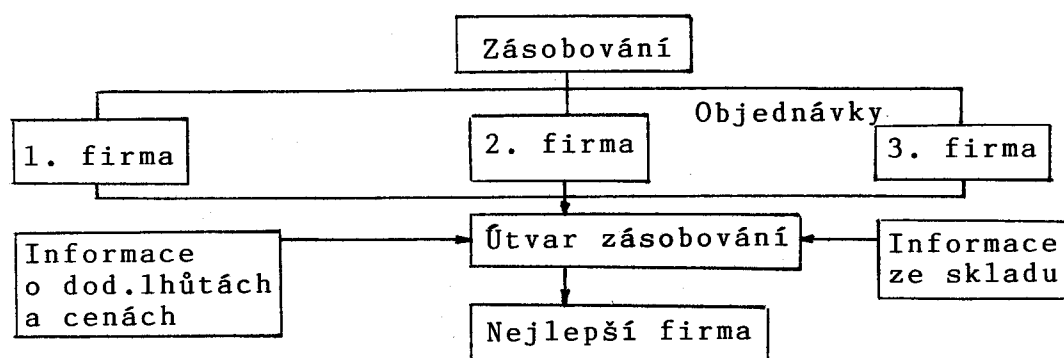 Zásobování
Objednávky
1. firma
2. firma
3. firma
Útvar zásobování
Informace
o dod.lhůtách
a cenách
Informace
ze skladu
Nejlepší firma